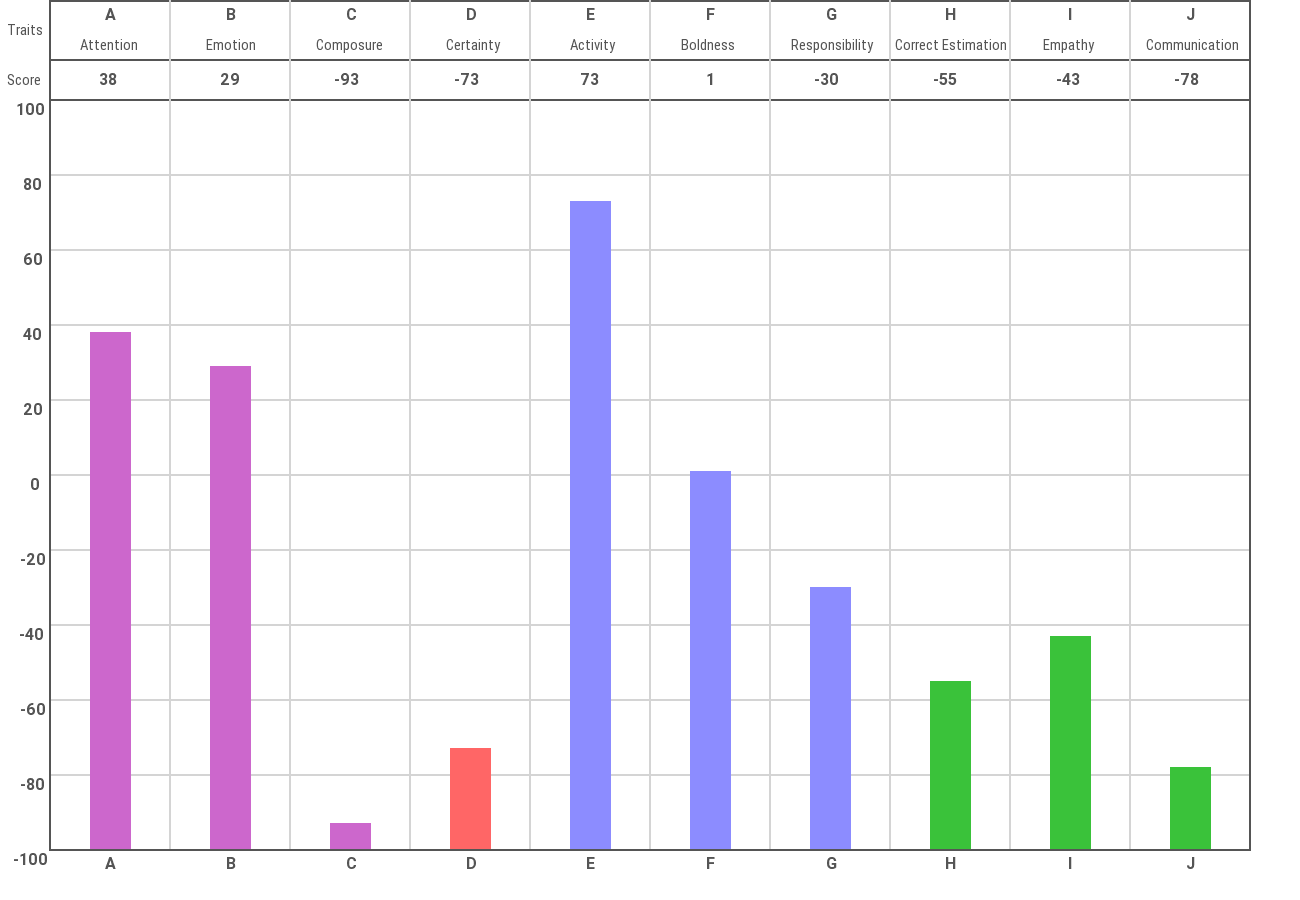 A B C D E F G H I J
Traits
Attention Emotion Composure Certainty Activity Boldness Responsibility Correct Estimation Empathy Communication
Score 38 29 -93 -73 73 1 -30 -55 -43 -78
100
80
60
40
20
0
-20
-40
-60
-80
-100
A B C D E F G H I J